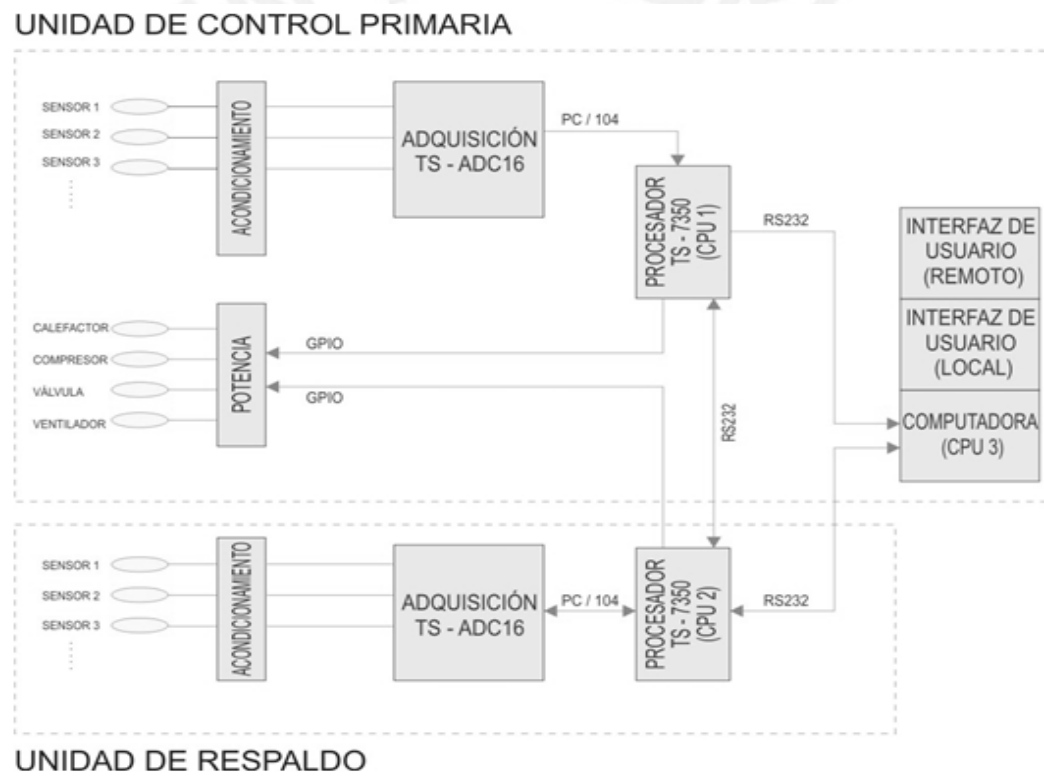 UNIDAD DE CONTROL PRIMARIA
SENSOR 1
SENSOR 2
SENSOR 3
ACONDICIONAMIENTO
ADQUISICIÓN
TS - ADC16
PC / 104
PROCESADOR
TS - 7350
(CPU 1)
RS232
INTERFAZ DE
USUARIO
(REMOTO)
INTERFAZ DE
USUARIO
(LOCAL)
COMPUTADORA
(CPU 3)
CALEFACTOR
COMPRESOR
VÁLVULA
VENTILADOR
POTENCIA
GPIO
GPIO
RS232
SENSOR 1
SENSOR 2
SENSOR 3
ACONDICIONAMIENTO
ADQUISICIÓN
TS - ADC16
PC / 104
PROCESADOR
TS - 7350
(CPU 2)
RS232
UNIDAD DE RESPALDO